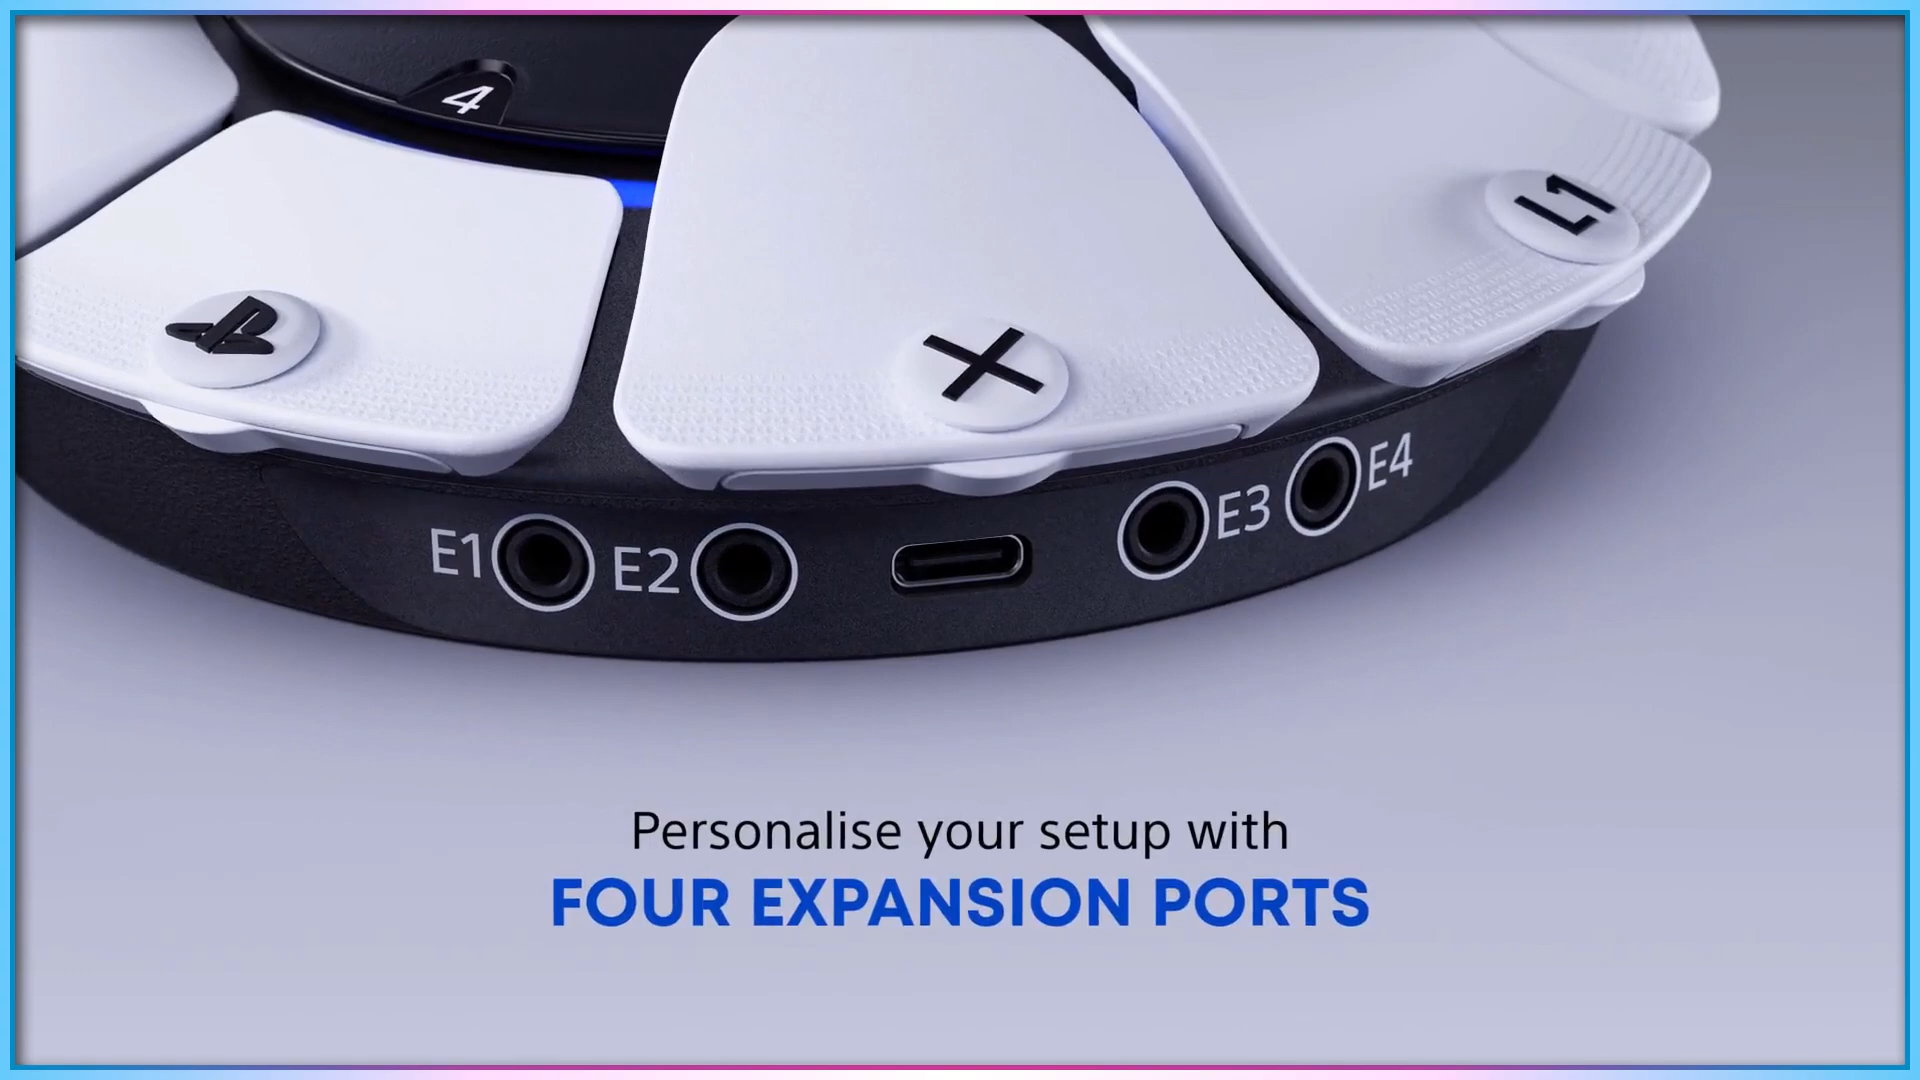 4
L1
E1
E2
E3
E4
Personalise your setup with
FOUR EXPANSION PORTS